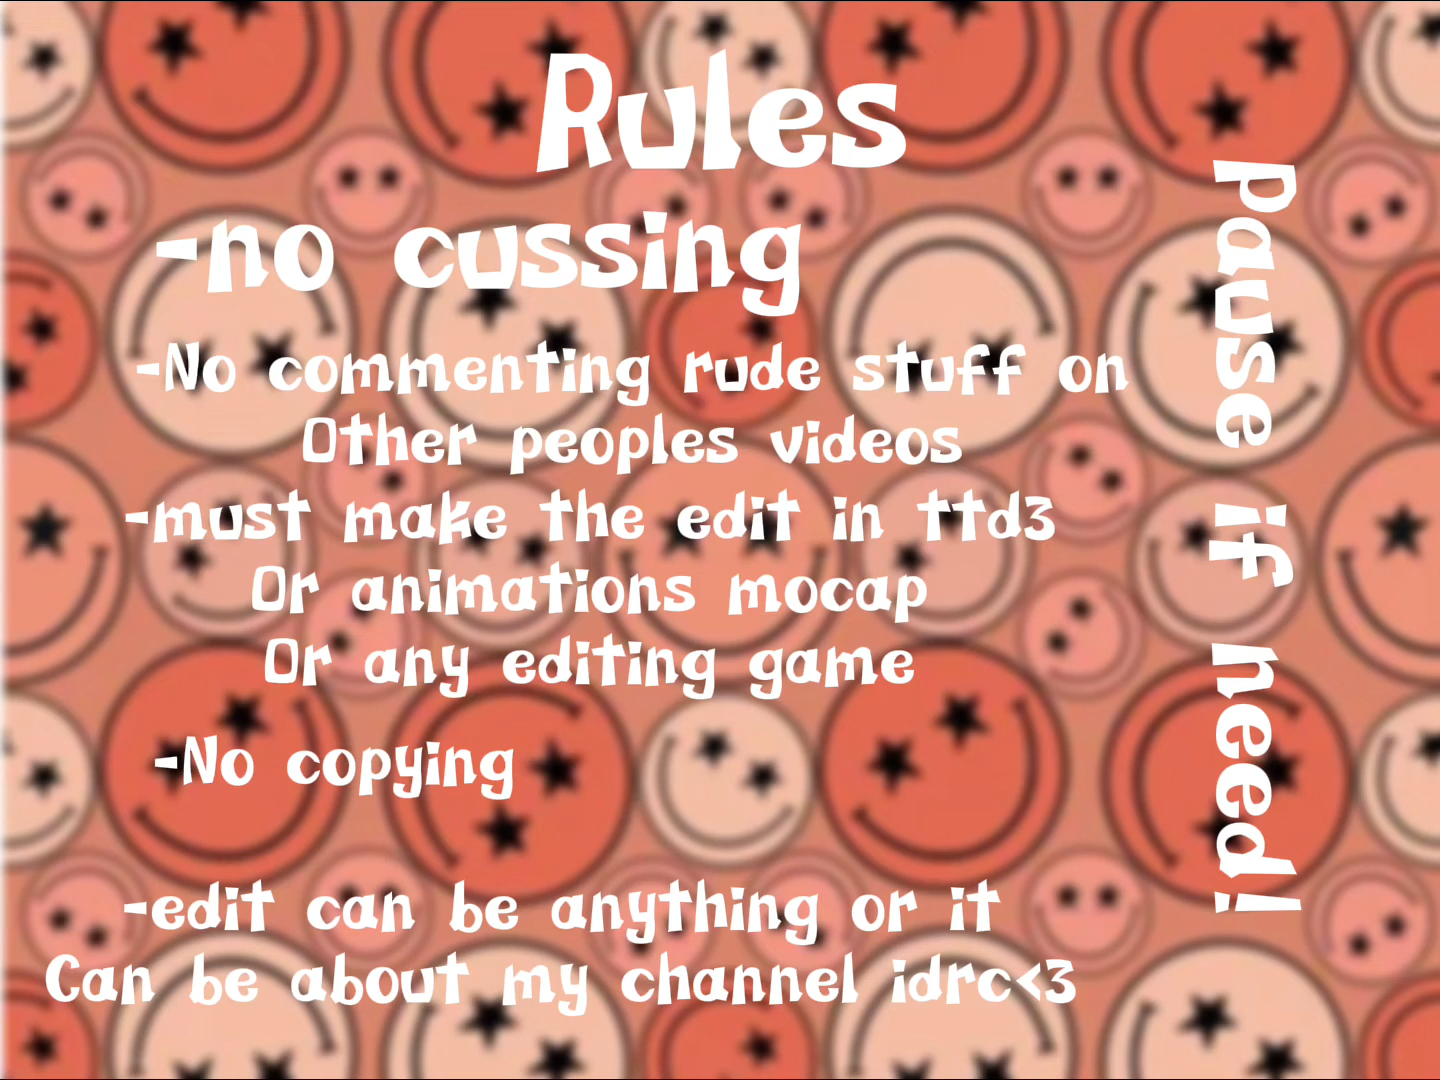 Rules
-no cussing
-No commenting rude stuff on
Other peoples videos
-must make the edit in ttd3
Or animations mocap
Or any editing game
-No copying
-edit can be anything or it
Can be about my channel idrc<3
pause if need!